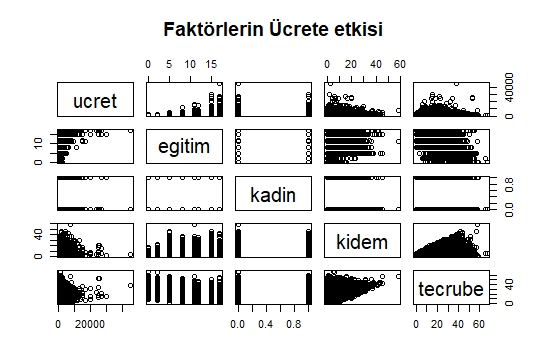 Faktörlerin Ücrete etkisi
0 5 10 15
0 20 40 60
ucret
0 40000
0 10
egitim
kadin
0.0 0.8
0 40
kidem
tecrube
0 40
0 20000
0.0 0.4 0.8
0 20 40 60